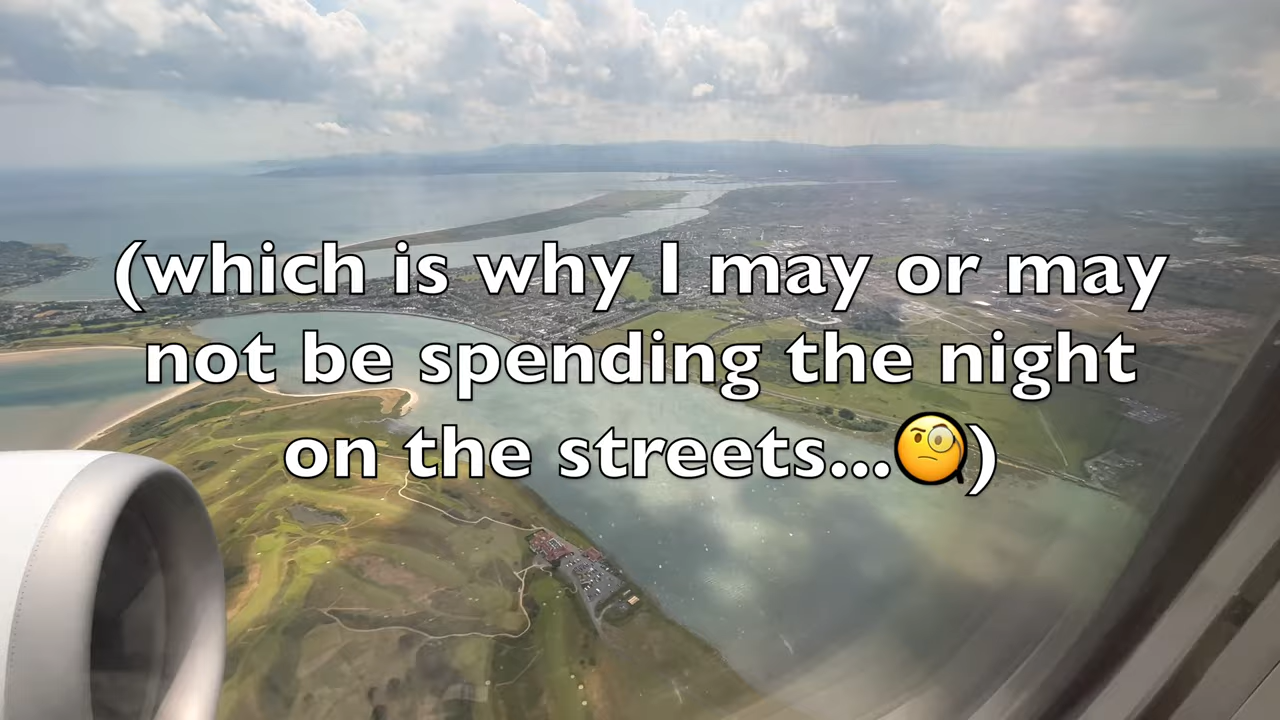 (which is why I may or may
not be spending the night
on the streets...🧐)